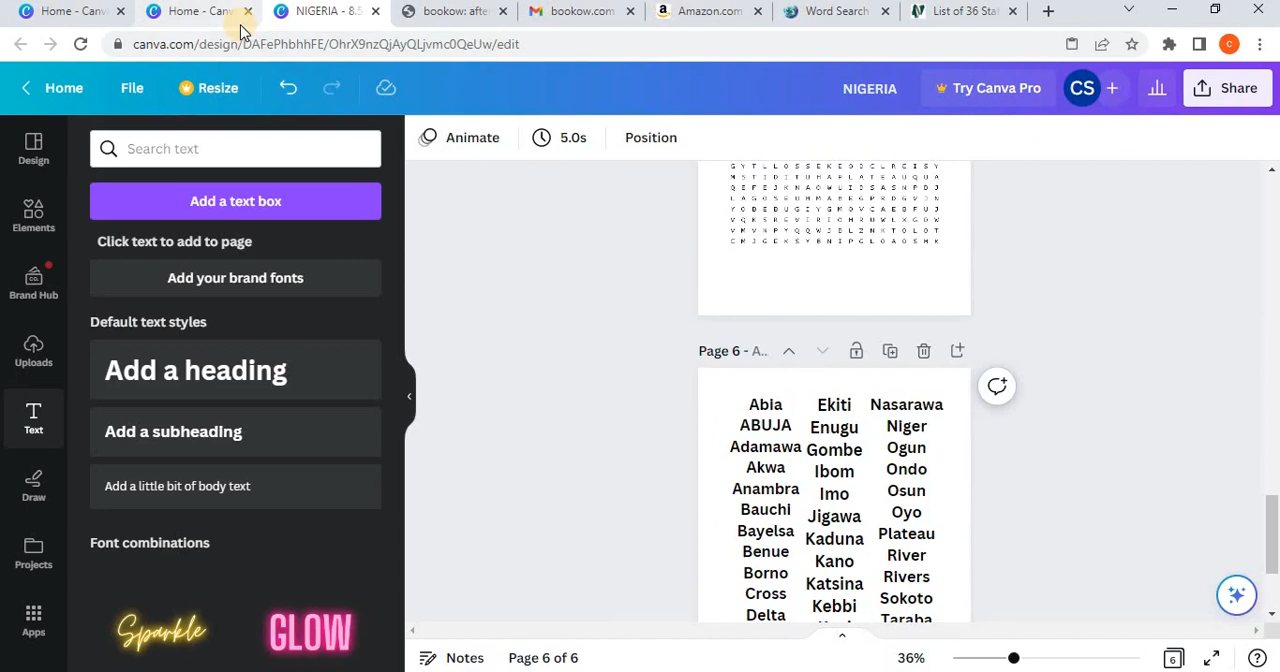 Home - Canv
Home - Canv
NIGERIA - 8.5
bookow: afte
bookow.com
Amazon.com
Word Search
List of 36 Sta
canva.com/design/DAFePhbhhFE/OhrX9nzQjAyQLjvmc0QeUw/edit
C
Home
File
Resize
NIGERIA
Try Canva Pro
CS
Share
Design
Elements
Brand Hub
Uploads
Text
Draw
Projects
Apps
Search text
Add a text box
Click text to add to page
Add your brand fonts
Default text styles
Add a heading
Add a subheading
Add a little bit of body text
Font combinations
Sparkle
GLOW
Animate
5.0s
Position
Page 6 - A..
Abia
ABUJA
Adamawa
Akwa
Anambra
Bauchi
Bayelsa
Benue
Borno
Cross
Delta
Ekiti
Enugu
Gombe
Ibom
Imo
Jigawa
Kaduna
Kano
Katsina
Kebbi
Nasarawa
Niger
Ogun
Ondo
Osun
Oyo
Plateau
River
Rivers
Sokoto
Taraba
Notes
Page 6 of 6
36%
6